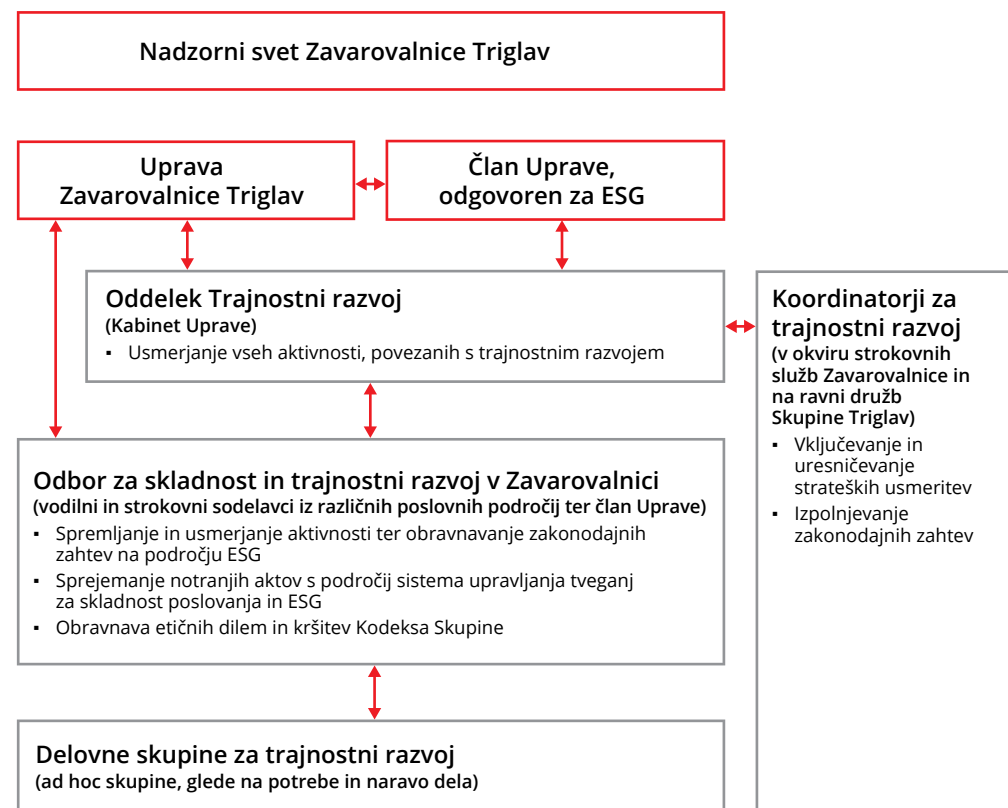 Nadzorni svet Zavarovalnice Triglav
Uprava
Zavarovalnice Triglav
Član Uprave,
odgovoren za ESG
Oddelek Trajnostni razvoj
(Kabinet Uprave)
▪ Usmerjanje vseh aktivnosti, povezanih s trajnostnim razvojem
Koordinatorji za
trajnostni razvoj
(v okviru strokovnih
služb Zavarovalnice in
na ravni družb
Skupine Triglav)
▪ Vključevanje in
uresničevanje
strateških usmeritev
▪ Izpolnjevanje
zakonodajnih zahtev
Odbor za skladnost in trajnostni razvoj v Zavarovalnici
(vodilni in strokovni sodelavci iz različnih poslovnih področij ter član Uprave)
▪ Spremljanje in usmerjanje aktivnosti ter obravnavanje zakonodajnih
zahtev na področju ESG
▪ Sprejemanje notranjih aktov s področij sistema upravljanja tveganj
za skladnost poslovanja in ESG
▪ Obravnava etičnih dilem in kršitev Kodeksa Skupine
Delovne skupine za trajnostni razvoj
(ad hoc skupine, glede na potrebe in naravo dela)